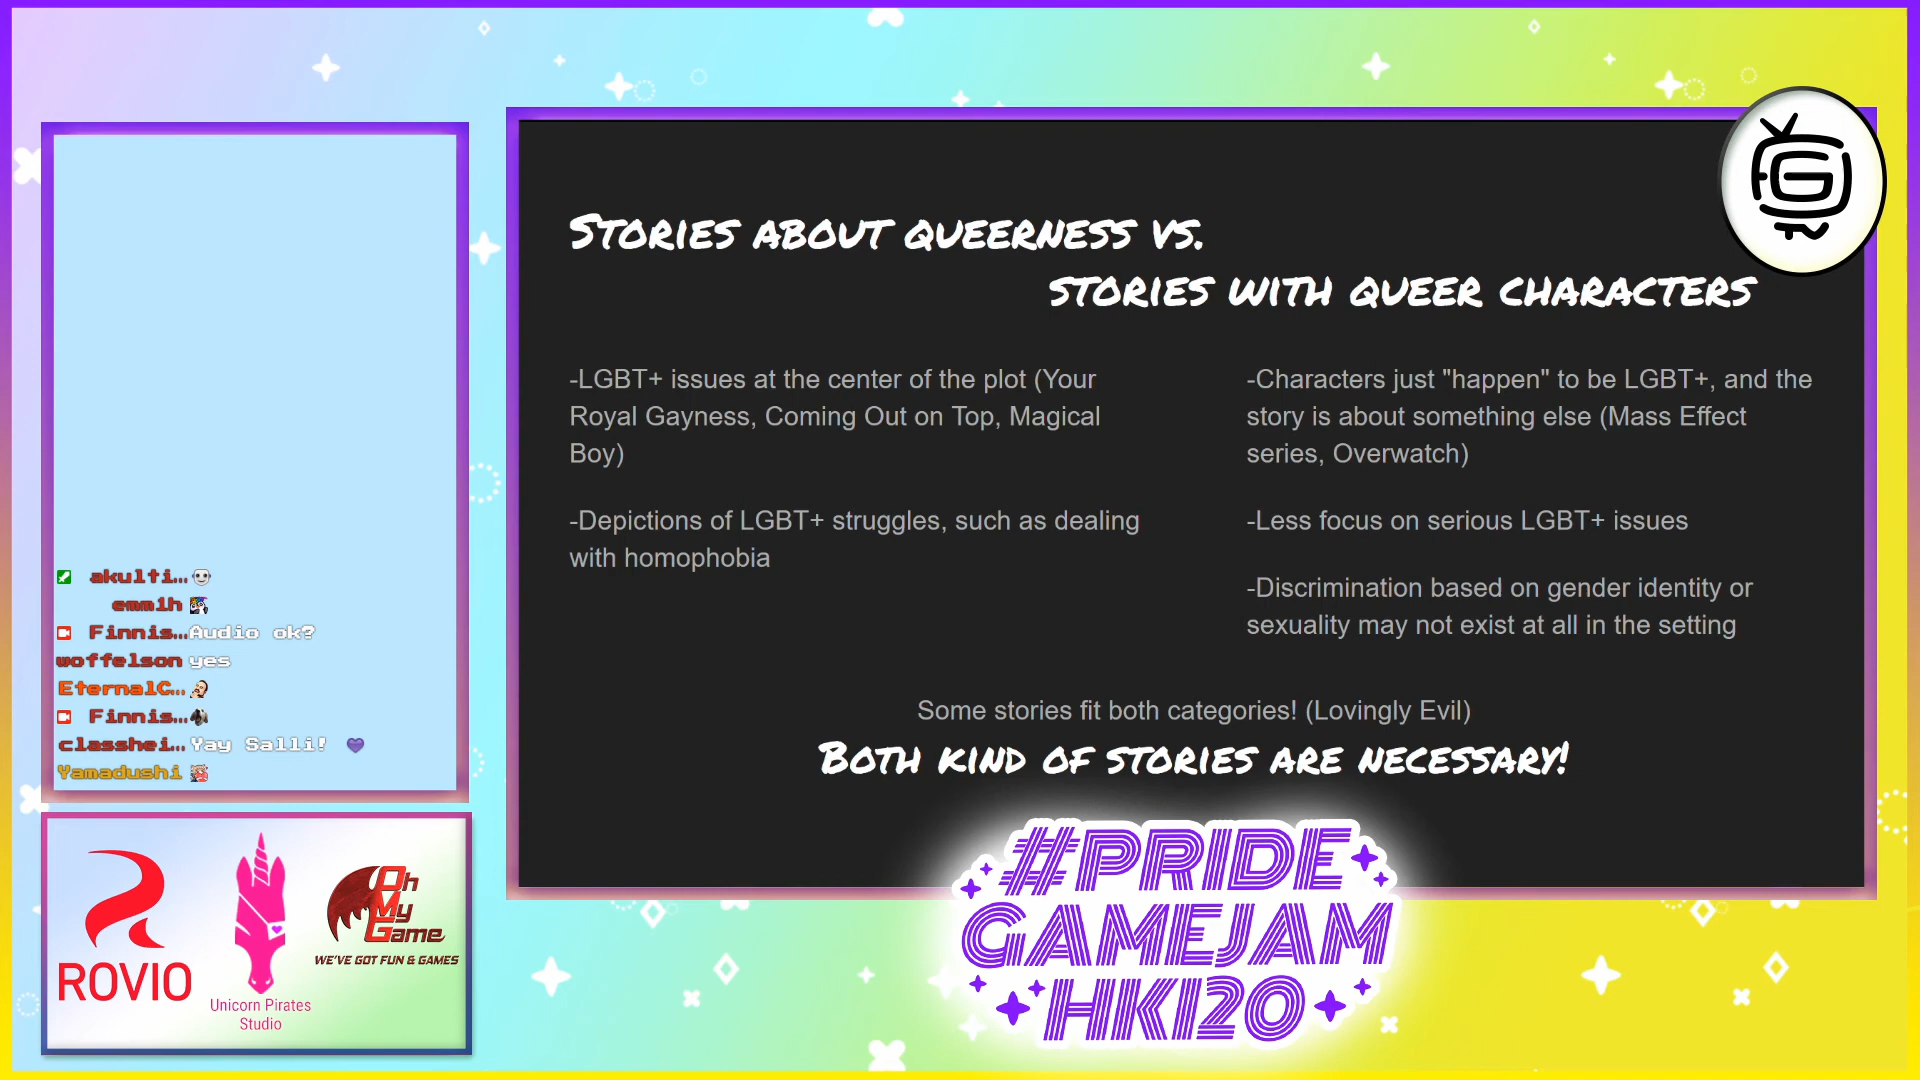 STORIES ABOUT QUEERNESS VS.
STORIES WITH QUEER CHARACTERS
-LGBT+ issues at the center of the plot (Your
Royal Gayness, Coming Out on Top, Magical
Boy)
-Depictions of LGBT+ struggles, such as dealing
with homophobia
-Characters just "happen" to be LGBT+, and the
story is about something else (Mass Effect
series, Overwatch)
-Less focus on serious LGBT+ issues
-Discrimination based on gender identity or
sexuality may not exist at all in the setting
Some stories fit both categories! (Lovingly Evil)
BOTH KIND OF STORIES ARE NECESSARY!
akulti...
emm1h
Finnis...Audio ok?
woffelson yes
EternalC...
Finnis...
classhei...Yay Salli! 💜
Yamadushi
ROVIO
Unicorn Pirates
Studio
Oh
My
Game
WE'VE GOT FUN & GAMES
#PRIDE
GAMEJAM
HKI20
G
TV